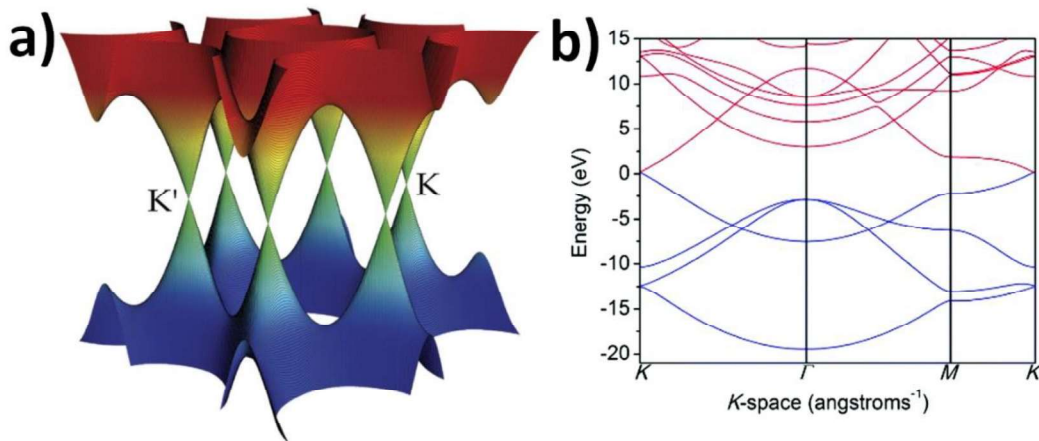 a)
K'
K
b)
Energy (eV)
15
10
5
0
-5
-10
-15
-20
K
Γ
M
K
K-space (angstroms⁻¹)